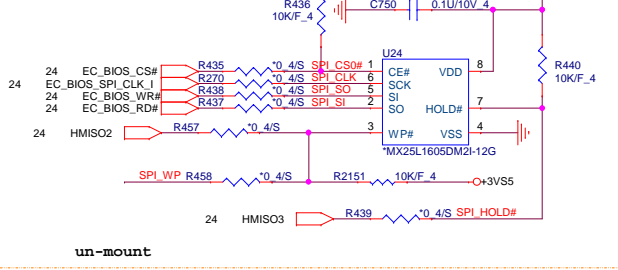 R436
10K/F_4
C750 0.1U/10V_4
U24
R440
10K/F_4
24 EC_BIOS_CS# R435 *0_4/S SPI_CS0# 1 CE# VDD 8
24 EC_BIOS_SPI_CLK_I R270 *0_4/S SPI_CLK 6 SCK
24 EC_BIOS_WR# R438 *0_4/S SPI_SO 5 SI
24 EC_BIOS_RD# R437 *0_4/S SPI_SI 2 SO HOLD# 7
24 HMISO2 R457 *0_4/S 3 WP# VSS 4
*MX25L1605DM2I-12G
SPI_WP R458 *0_4/S R2151 10K/F_4 +3VS5
24 HMISO3 R439 *0_4/S SPI_HOLD#
un-mount